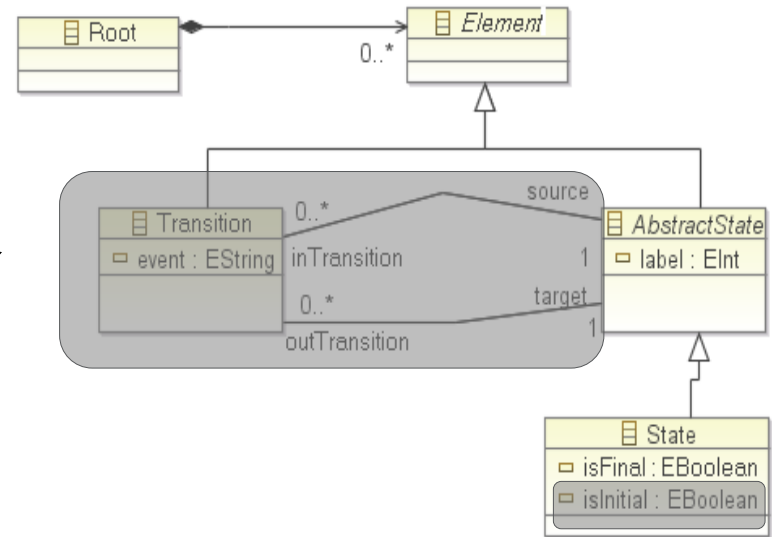 Root
Element
0..*
source
0..*
Transition
AbstractState
event : EString
inTransition
1
label : EInt
0..*
target
1
outTransition
State
isFinal : EBoolean
isInitial : EBoolean